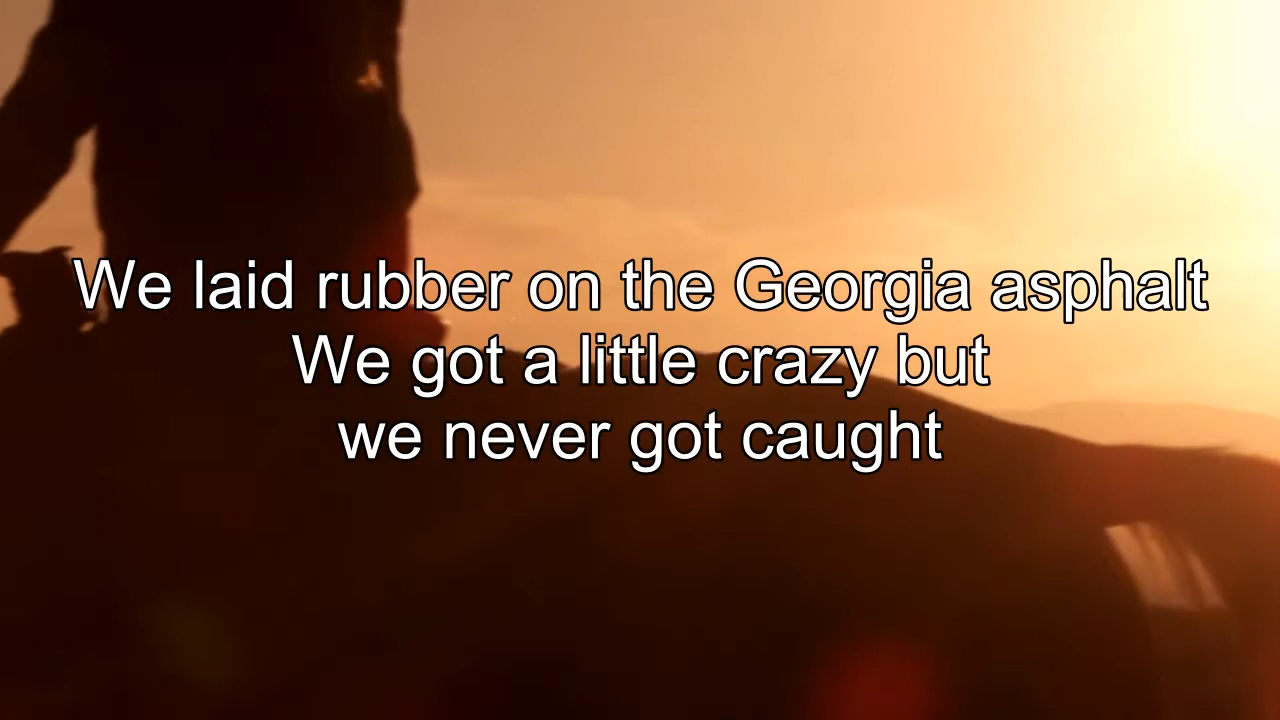 We laid rubber on the Georgia asphalt
We got a little crazy but
we never got caught